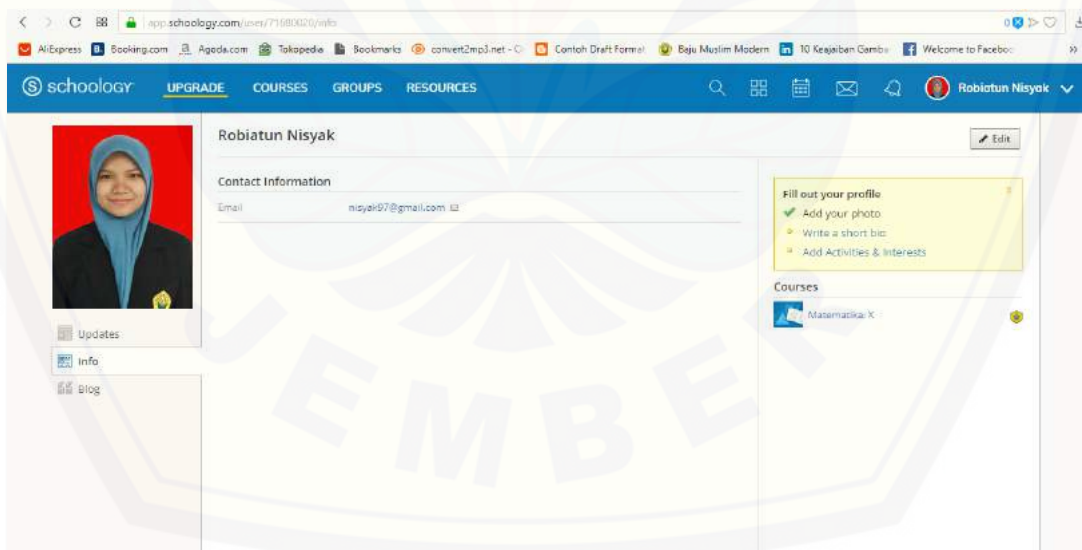 app.schoology.com/user/71680020/info
AliExpress Booking.com Agoda.com Tokopedia Bookmarks convert2mp3.net - C Contoh Draft Format Baju Muslim Modern 10 Keajaiban Gamba Welcome to Faceboo
schoology UPGRADE COURSES GROUPS RESOURCES Robiatun Nisyak
Robiatun Nisyak
Edit
Contact Information
Email nisyak97@gmail.com
Fill out your profile
Add your photo
Write a short bio
Add Activities & Interests
Courses
Matematika: X
Updates
Info
Blog
JEMBER